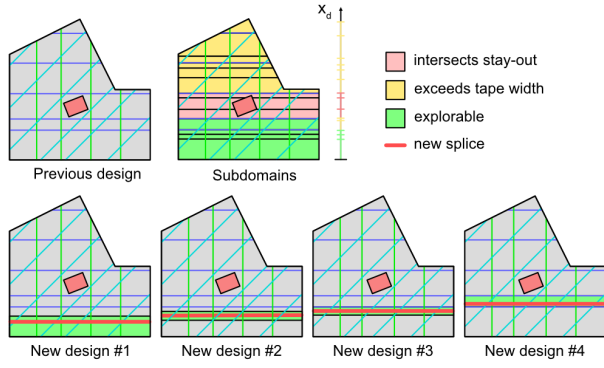 x_d
intersects stay-out
exceeds tape width
explorable
new splice
Previous design
Subdomains
New design #1
New design #2
New design #3
New design #4